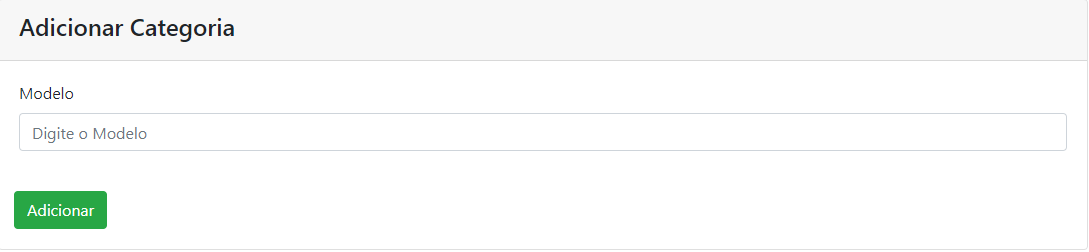 Adicionar Categoria
Modelo
Digite o Modelo
Adicionar